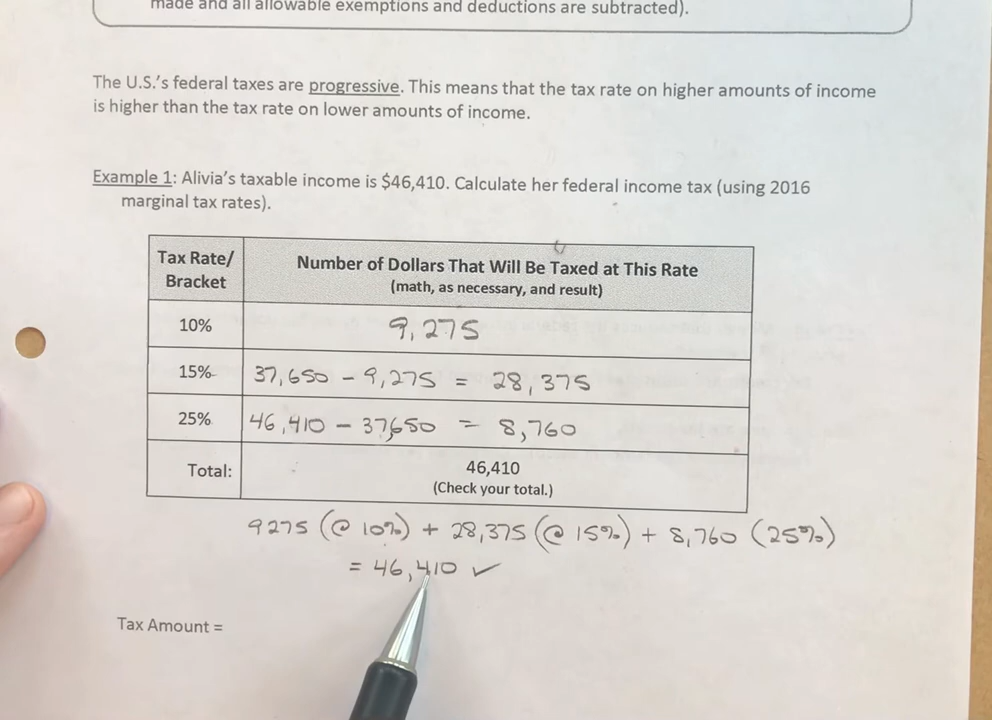 made and all allowable exemptions and deductions are subtracted).
The U.S.'s federal taxes are progressive. This means that the tax rate on higher amounts of income
is higher than the tax rate on lower amounts of income.
Example 1: Alivia's taxable income is $46,410. Calculate her federal income tax (using 2016
marginal tax rates).
Tax Rate/
Bracket
Number of Dollars That Will Be Taxed at This Rate
(math, as necessary, and result)
10%
9,275
15%
37,650 - 9,275 = 28,375
25%
46,410 - 37,650 = 8,760
Total:
46,410
(Check your total.)
9275 (@ 10%) + 28,375 (@ 15%) + 8,760 (25%)
= 46,410 ✓
Tax Amount =